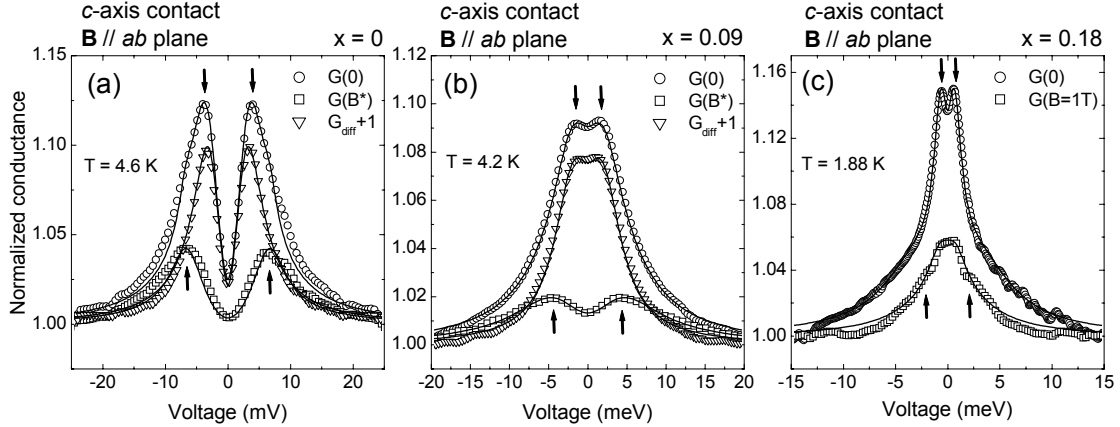 c-axis contact
B // ab plane x = 0
(a)
G(0)
G(B*)
G_diff+1
T = 4.6 K
1.15
1.10
1.05
1.00
-20 -10 0 10 20
Voltage (mV)
Normalized conductance
c-axis contact
B // ab plane x = 0.09
(b)
G(0)
G(B*)
G_diff+1
T = 4.2 K
1.10
1.08
1.06
1.04
1.02
1.00
-20 -15 -10 -5 0 5 10 15 20
Voltage (meV)
c-axis contact
B // ab plane x = 0.18
(c)
G(0)
G(B=1T)
T = 1.88 K
1.16
1.12
1.08
1.04
1.00
-15 -10 -5 0 5 10 15
Voltage (meV)